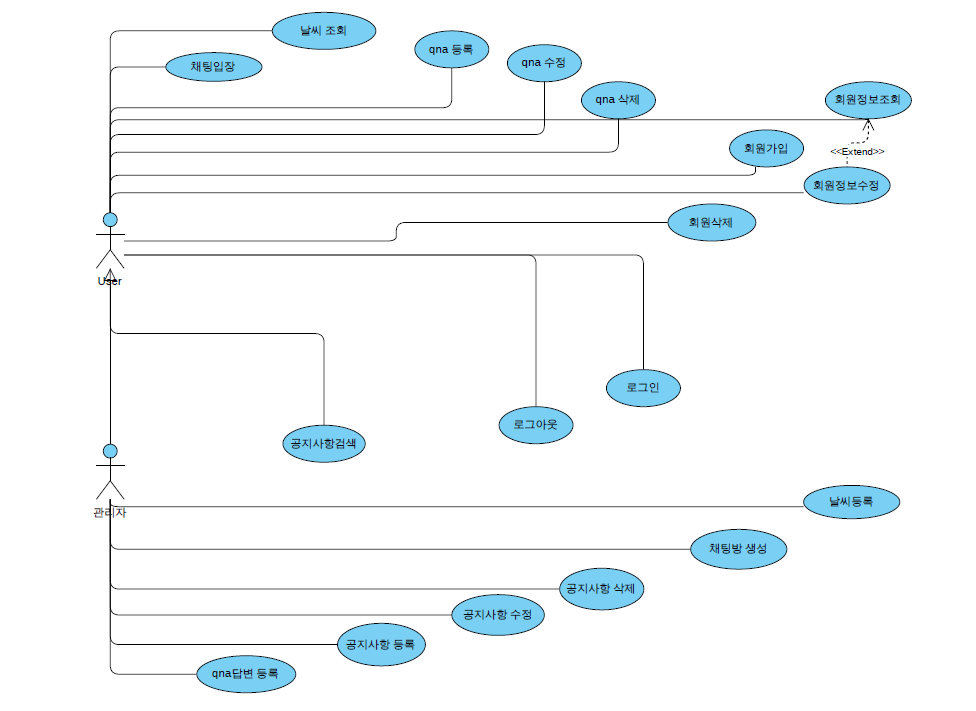 날씨 조회
qna 등록
qna 수정
채팅입장
qna 삭제
회원정보조회
회원가입
<<Extend>>
회원정보수정
회원삭제
User
로그인
로그아웃
공지사항검색
관리자
날씨등록
채팅방 생성
공지사항 삭제
공지사항 수정
공지사항 등록
qna답변 등록